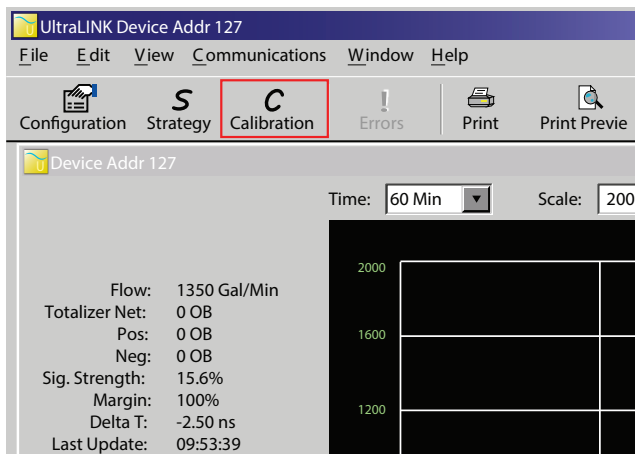 UltraLINK Device Addr 127
File Edit View Communications Window Help
S C !
Configuration Strategy Calibration Errors Print Print Previe
Device Addr 127
Time: 60 Min Scale: 200
2000
Flow: 1350 Gal/Min
Totalizer Net: 0 OB
Pos: 0 OB
1600
Neg: 0 OB
Sig. Strength: 15.6%
Margin: 100%
1200
Delta T: -2.50 ns
Last Update: 09:53:39